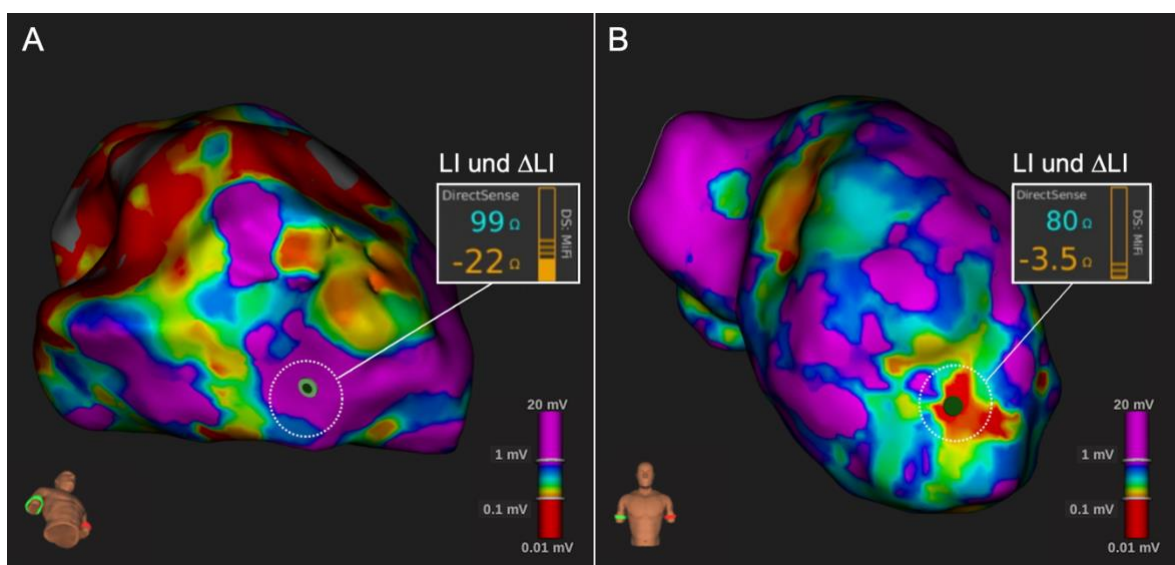 A
LI und ΔLI
DirectSense
99 Ω
-22 Ω
DS: MiFi
20 mV
1 mV
0.1 mV
0.01 mV
B
LI und ΔLI
DirectSense
80 Ω
-3.5 Ω
DS: MiFi
20 mV
1 mV
0.1 mV
0.01 mV